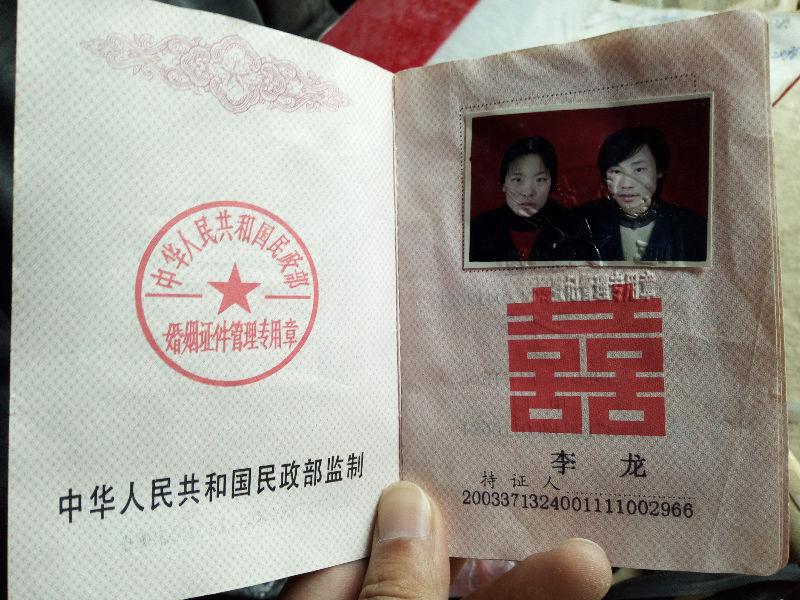 中华人民共和国民政部
婚姻证件管理专用章
中华人民共和国民政部监制
囍
李 龙
持证人
2003371324001111002966